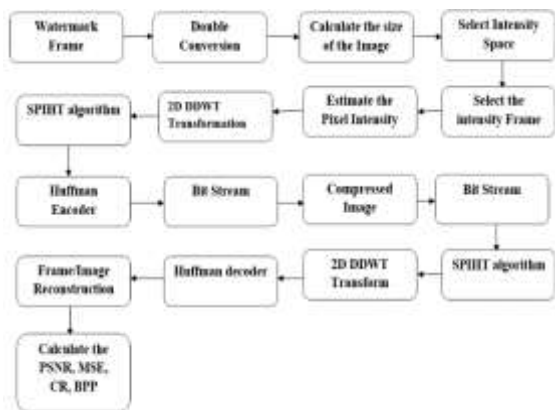 Watermark
Frame
Double
Conversion
Calculate the size
of the Image
Select Intensity
Space
Select the
intensity Frame
Estimate the
Pixel Intensity
2D DDWT
Transformation
SPIHT algorithm
Huffman
Encoder
Bit Stream
Compressed
Image
Bit Stream
SPIHT algorithm
2D DDWT
Transform
Huffman decoder
Frame/Image
Reconstruction
Calculate the
PSNR, MSE,
CR, BPP